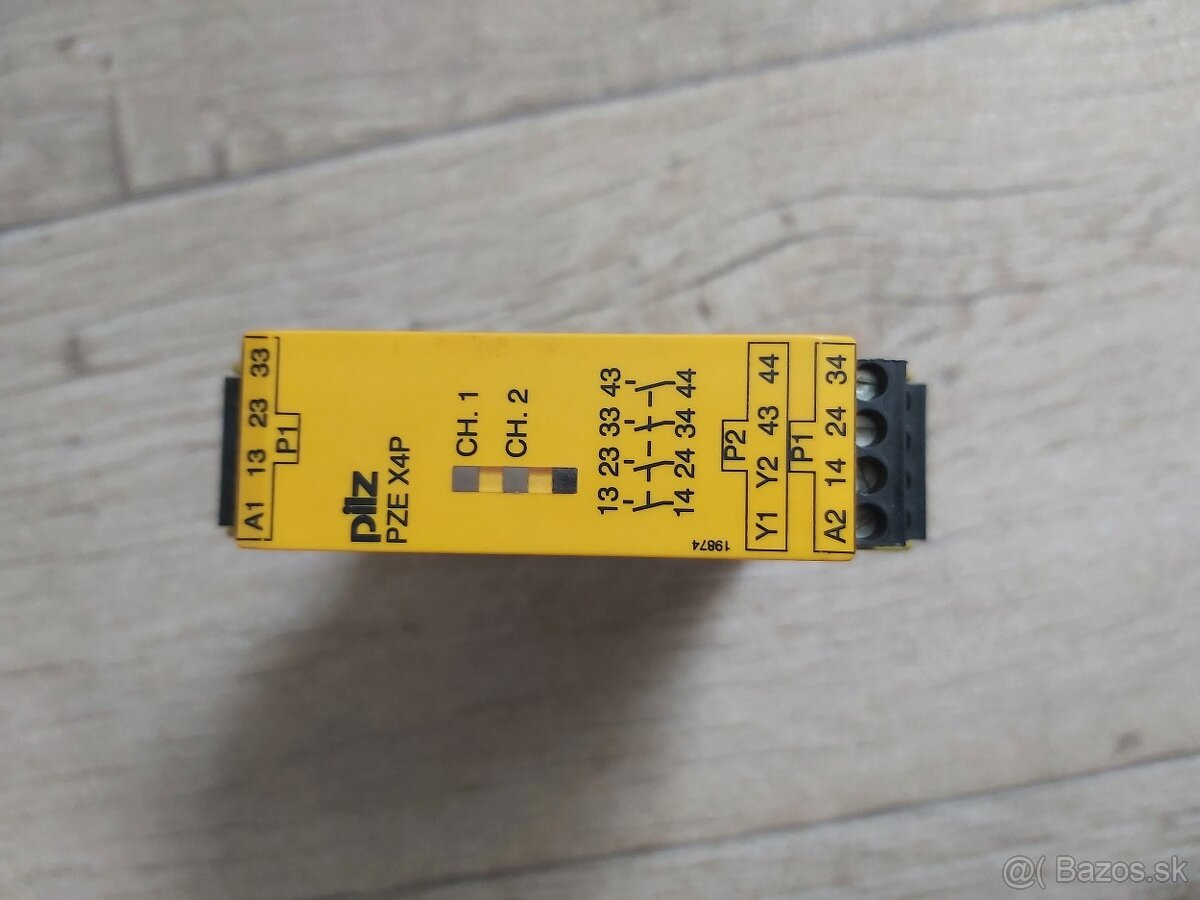 A1 13 23 33
P1
pilz
PZE X4P
CH. 1
CH. 2
13 23 33 43
14 24 34 44
19874
P2
Y1 Y2 43 44
P1
A2 14 24 34
@( Bazos.sk